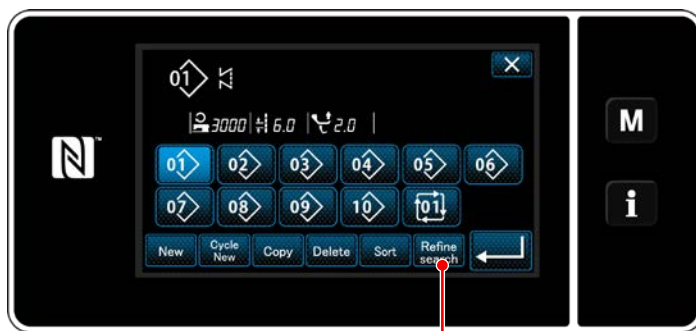 01
3000 6.0 2.0
01 02 03 04 05 06
07 08 09 10 01
New Cycle New Copy Delete Sort Refine search
M
i
N
X